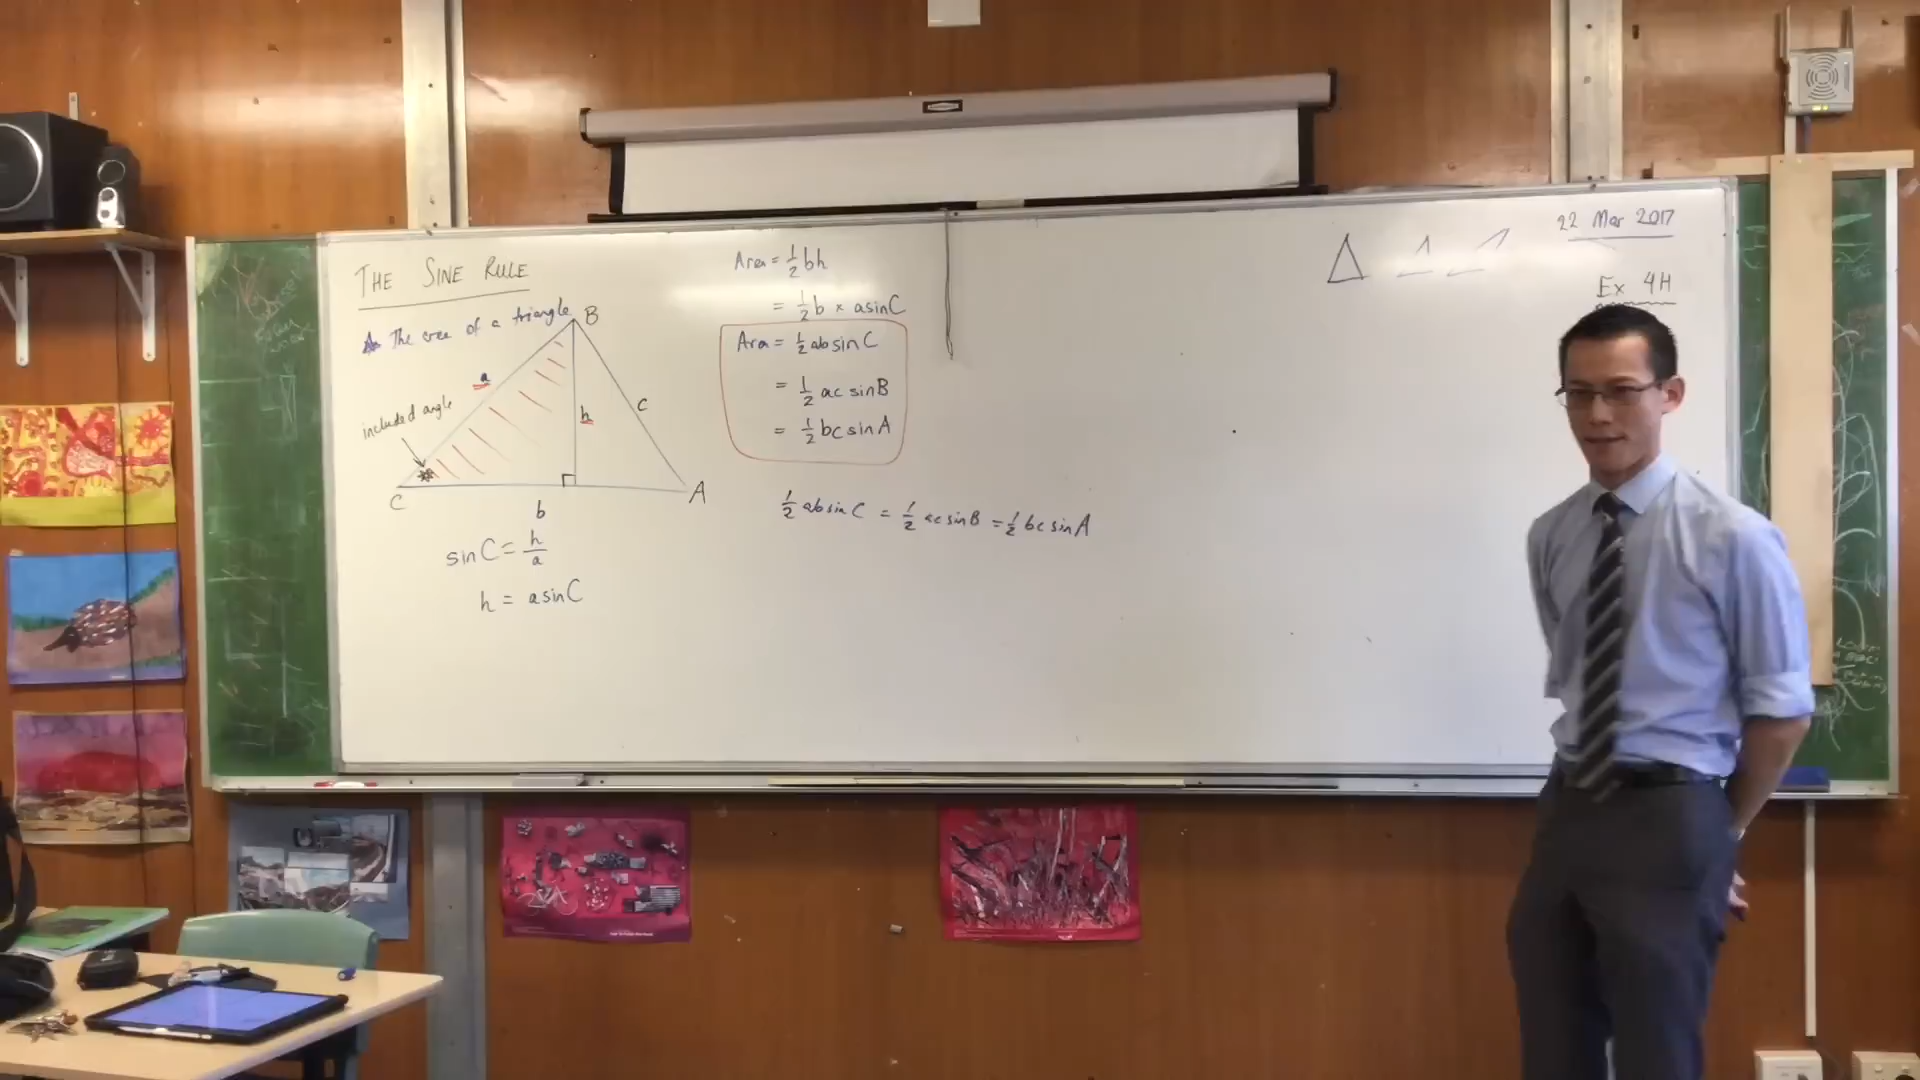 THE SINE RULE
The area of a triangle
B
a
included angle
h
c
C
A
b
sin C = h/a
h = a sin C
Area = 1/2 bh
= 1/2 b × a sin C
Area = 1/2 ab sin C
= 1/2 ac sin B
= 1/2 bc sin A
1/2 ab sin C = 1/2 ac sin B = 1/2 bc sin A
22 Mar 2017
Ex 4H